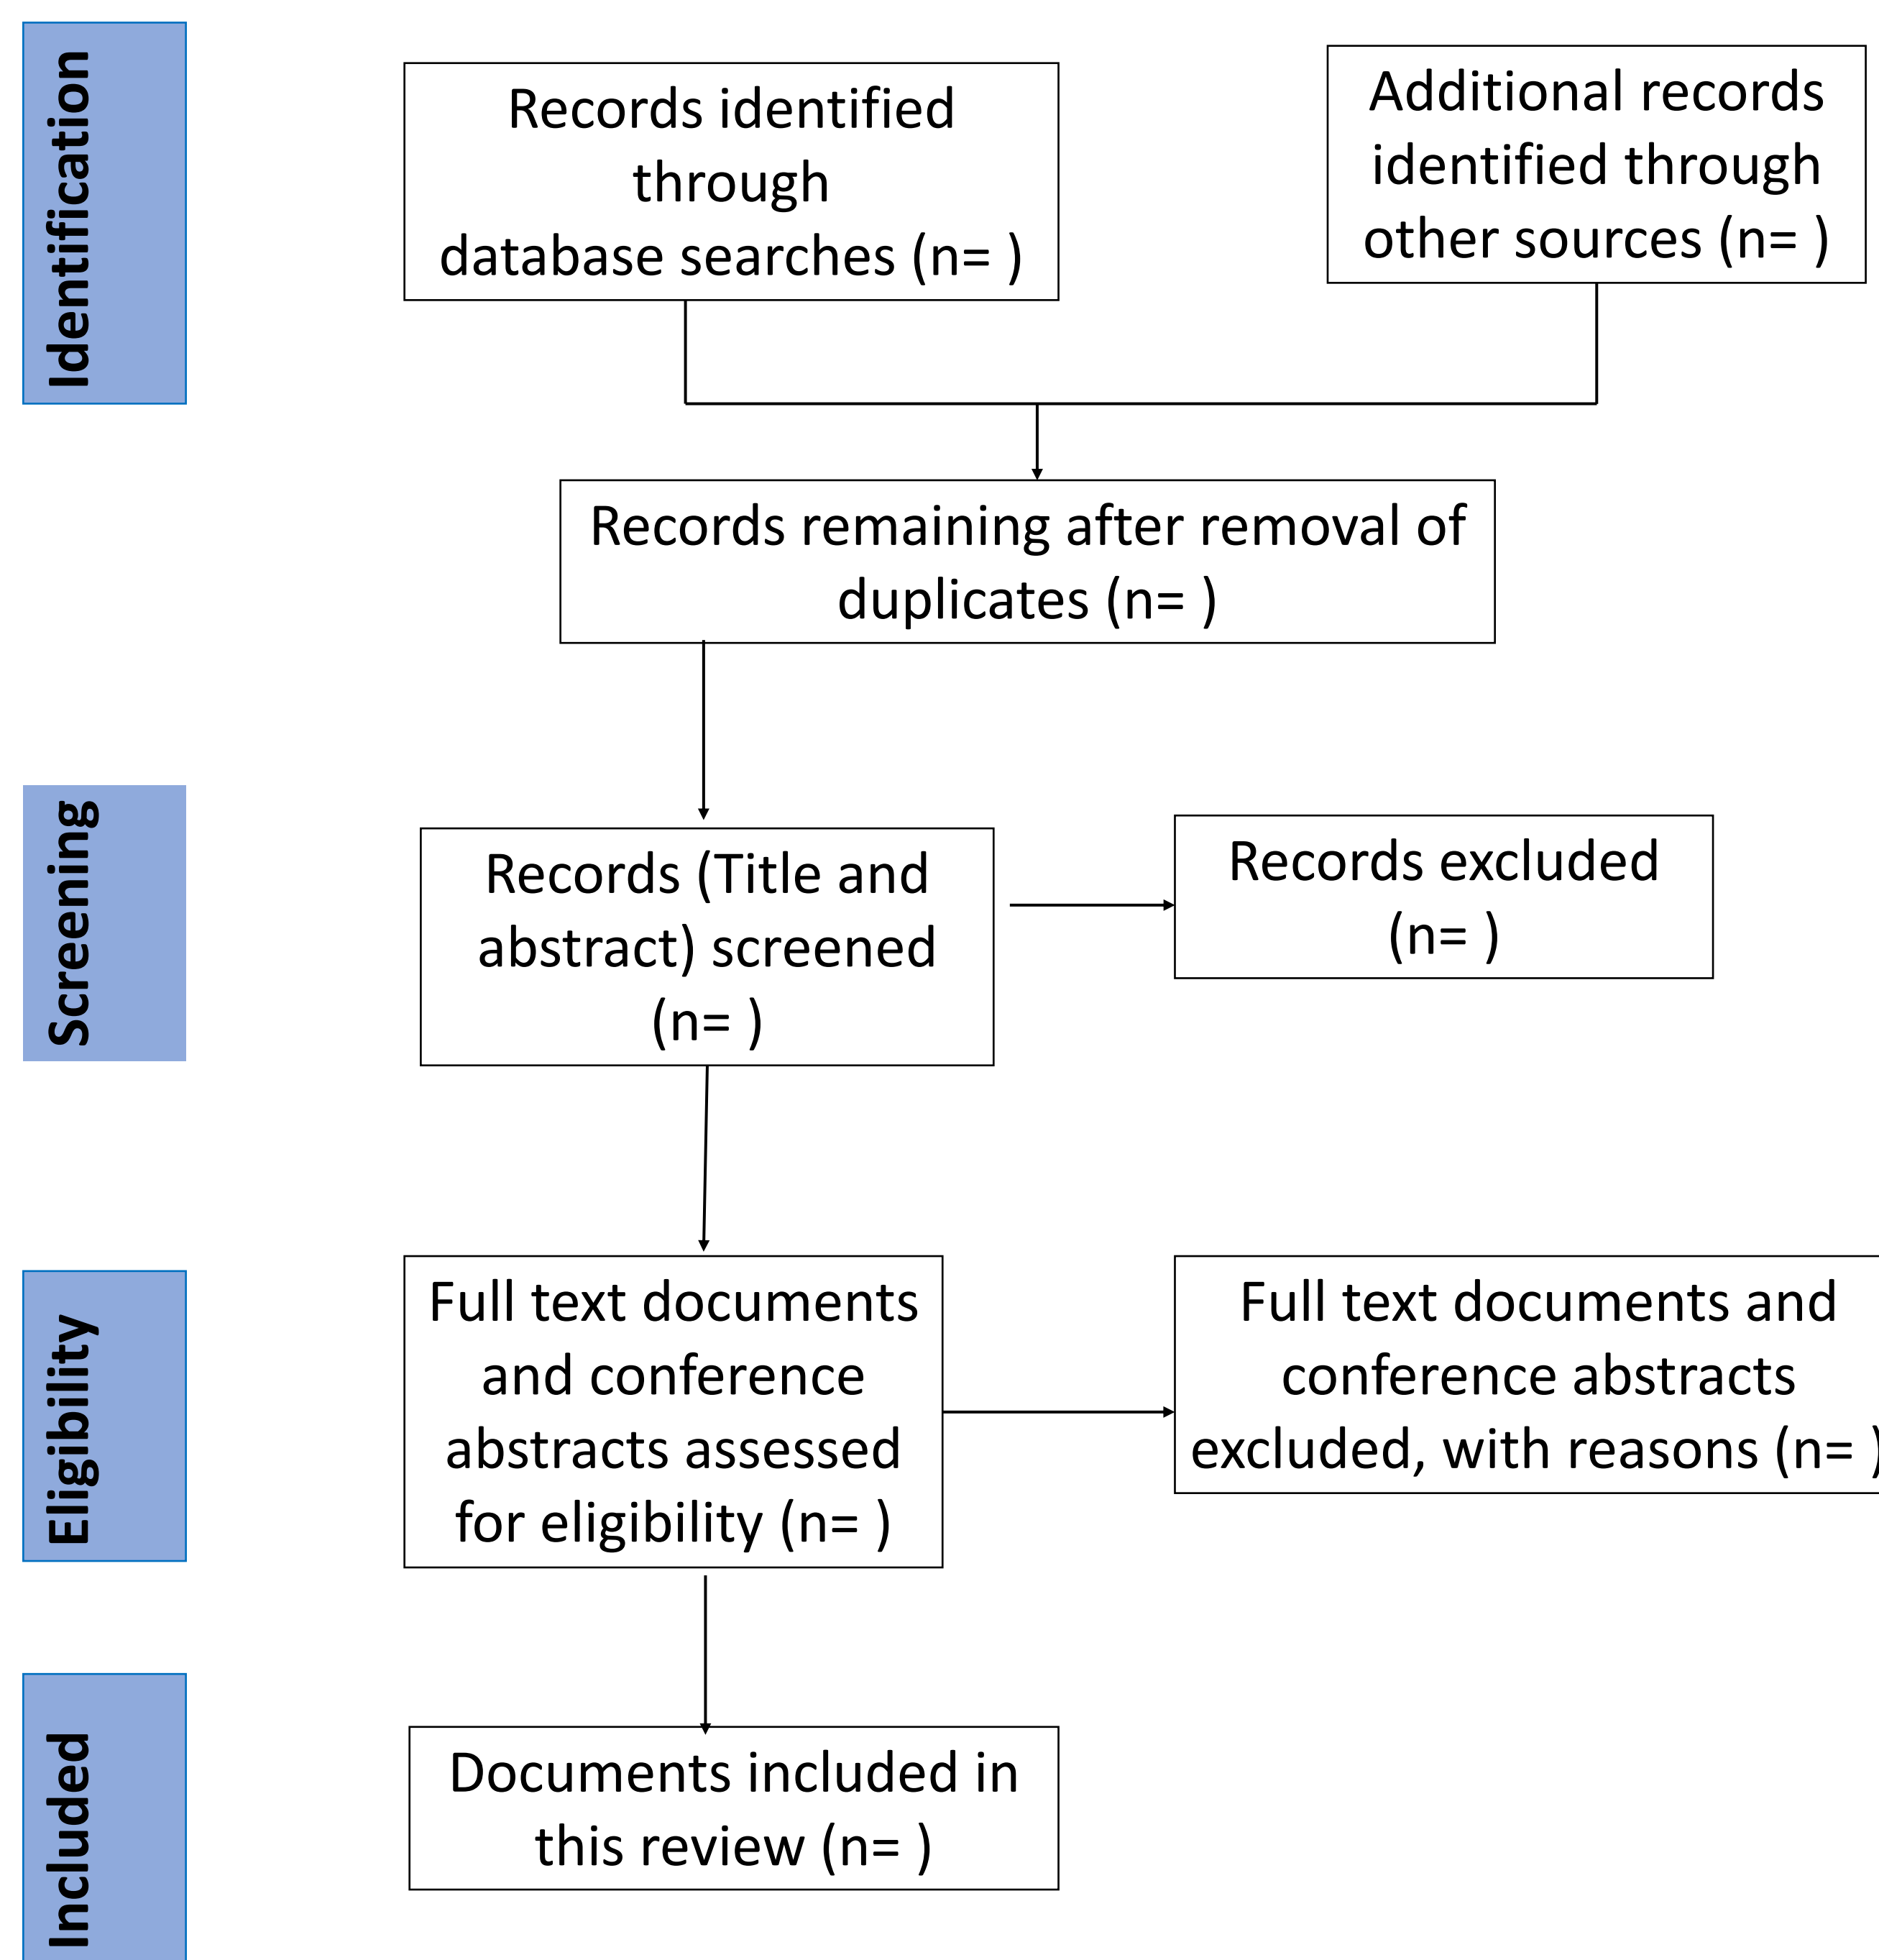 Identification
Records identified
through
database searches (n= )
Additional records
identified through
other sources (n= )
Records remaining after removal of
duplicates (n= )
Screening
Records (Title and
abstract) screened
(n= )
Records excluded
(n= )
Eligibility
Full text documents
and conference
abstracts assessed
for eligibility (n= )
Full text documents and
conference abstracts
excluded, with reasons (n= )
Included
Documents included in
this review (n= )